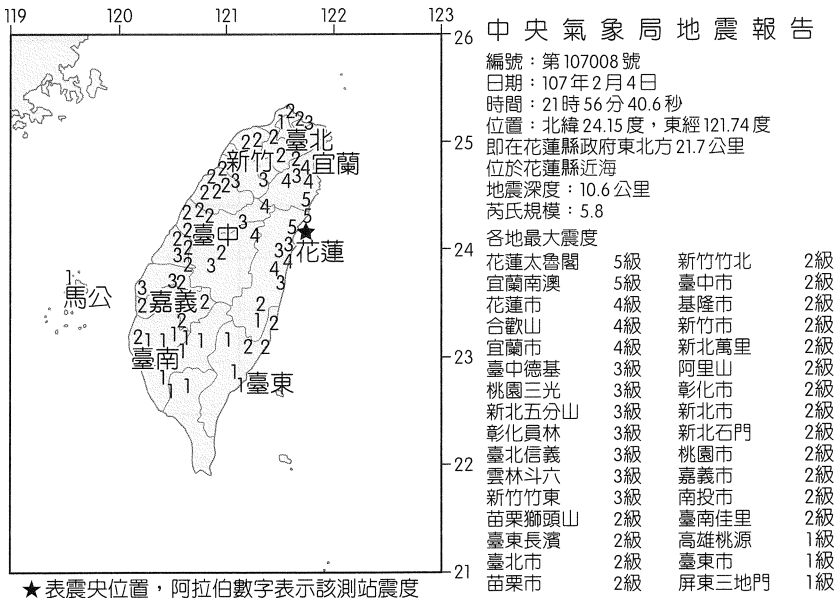 119 120 121 122 123
26
25
24
23
22
21
臺北
新竹
宜蘭
臺中
花蓮
馬公
嘉義
臺南
臺東
★表震央位置，阿拉伯數字表示該測站震度
中央氣象局地震報告
編號：第107008號
日期：107年2月4日
時間：21時56分40.6秒
位置：北緯24.15度，東經121.74度
即在花蓮縣政府東北方21.7公里
位於花蓮縣近海
地震深度：10.6公里
芮氏規模：5.8
各地最大震度
花蓮太魯閣 5級 新竹竹北 2級
宜蘭南澳 5級 臺中市 2級
花蓮市 4級 基隆市 2級
合歡山 4級 新竹市 2級
宜蘭市 4級 新北萬里 2級
臺中德基 3級 阿里山 2級
桃園三光 3級 彰化市 2級
新北五分山 3級 新北市 2級
彰化員林 3級 新北石門 2級
臺北信義 3級 桃園市 2級
雲林斗六 3級 嘉義市 2級
新竹竹東 3級 南投市 2級
苗栗獅頭山 2級 臺南佳里 2級
臺東長濱 2級 高雄桃源 1級
臺北市 2級 臺東市 1級
苗栗市 2級 屏東三地門 1級